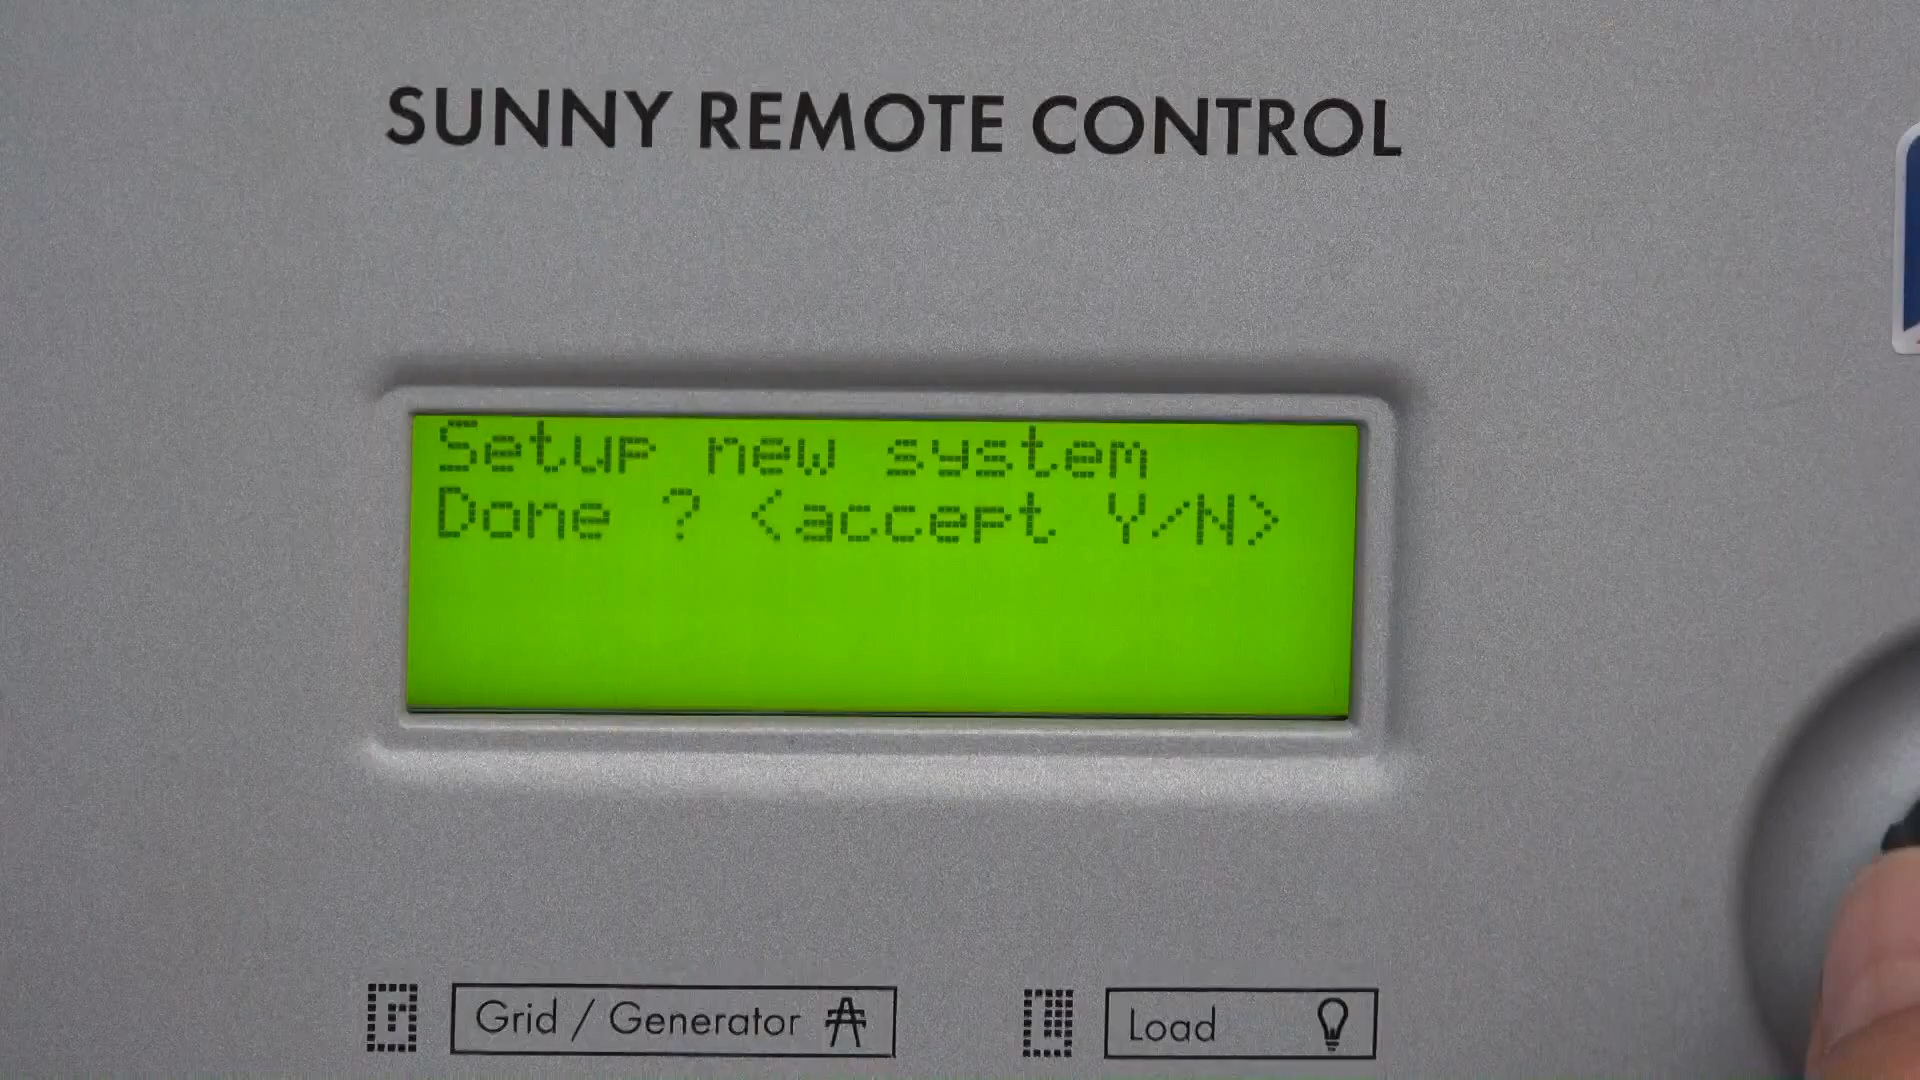 SUNNY REMOTE CONTROL
Setup new system
Done ? <accept Y/N>
Grid / Generator
Load